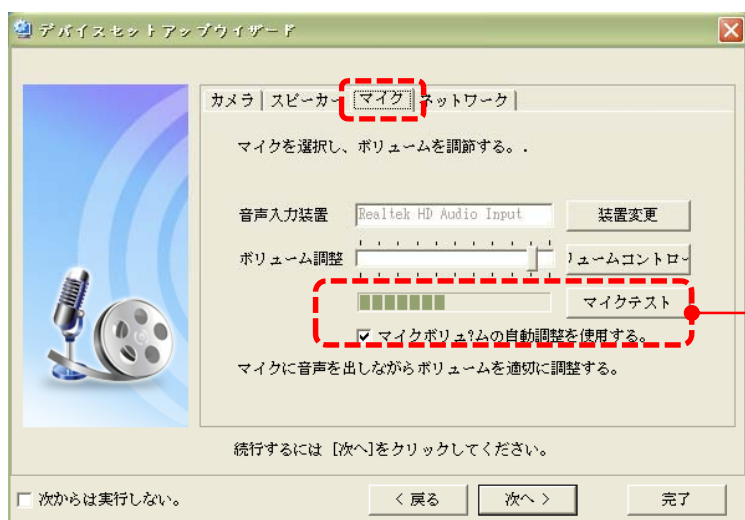 デバイスセットアップウィザード
カメラ スピーカー マイク ネットワーク
マイクを選択し、ボリュームを調節する。.
音声入力装置 Realtek HD Audio Input 装置変更
ボリューム調整 リュームコントロー
マイクテスト
マイクボリュ?ムの自動調整を使用する。
マイクに音声を出しながらボリュームを適切に調整する。
続行するには [次へ]をクリックしてください。
次からは実行しない。 < 戻る 次へ > 完了